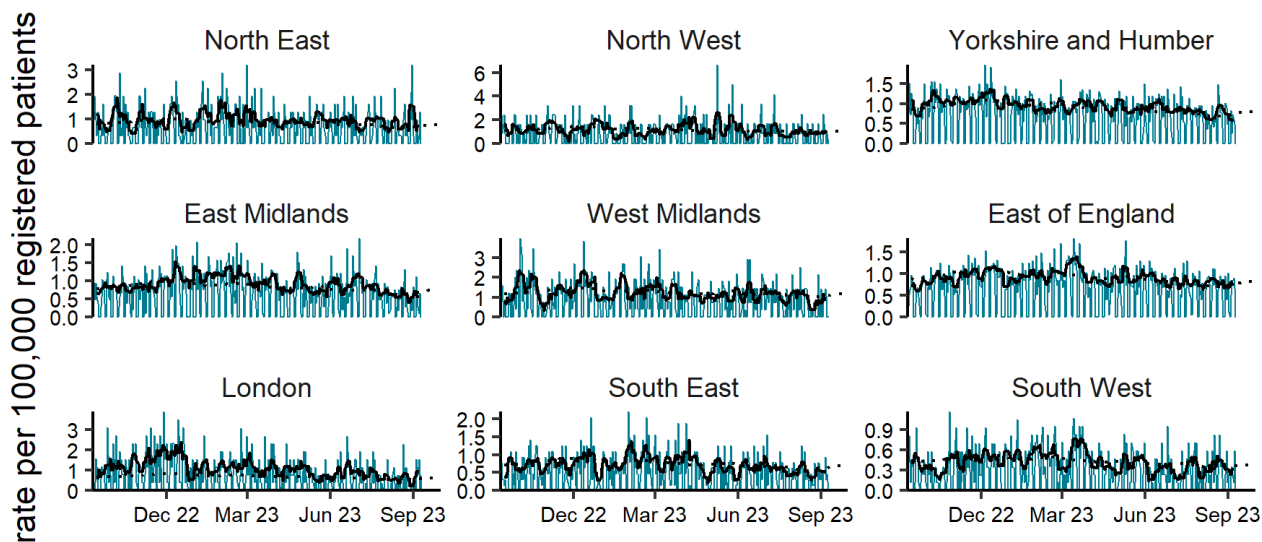 rate per 100,000 registered patients
North East
North West
Yorkshire and Humber
3
2
1
0
6
4
2
0
1.5
1.0
0.5
0.0
East Midlands
West Midlands
East of England
2.0
1.5
1.0
0.5
0.0
3
2
1
0
1.5
1.0
0.5
0.0
London
South East
South West
3
2
1
0
2.0
1.5
1.0
0.5
0.0
0.9
0.6
0.3
0.0
Dec 22 Mar 23 Jun 23 Sep 23
Dec 22 Mar 23 Jun 23 Sep 23
Dec 22 Mar 23 Jun 23 Sep 23